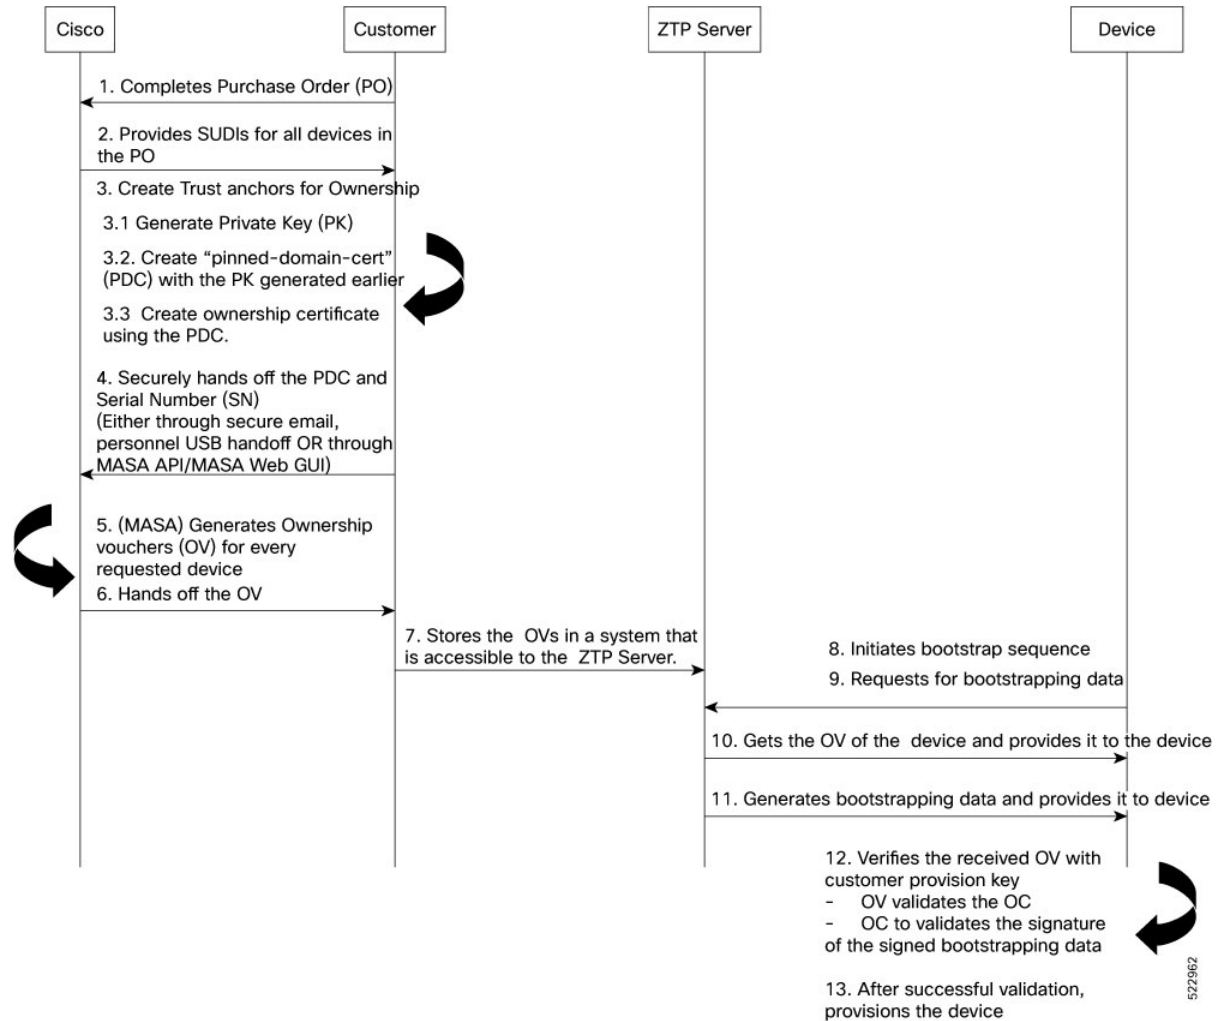 Cisco
Customer
ZTP Server
Device
1. Completes Purchase Order (PO)
2. Provides SUDIs for all devices in
the PO
3. Create Trust anchors for Ownership
3.1 Generate Private Key (PK)
3.2. Create “pinned-domain-cert”
(PDC) with the PK generated earlier
3.3 Create ownership certificate
using the PDC.
4. Securely hands off the PDC and
Serial Number (SN)
(Either through secure email,
personnel USB handoff OR through
MASA API/MASA Web GUI)
5. (MASA) Generates Ownership
vouchers (OV) for every
requested device
6. Hands off the OV
7. Stores the OVs in a system that
is accessible to the ZTP Server.
8. Initiates bootstrap sequence
9. Requests for bootstrapping data
10. Gets the OV of the device and provides it to the device
11. Generates bootstrapping data and provides it to device
12. Verifies the received OV with
customer provision key
- OV validates the OC
- OC to validates the signature
of the signed bootstrapping data
13. After successful validation,
provisions the device
522962